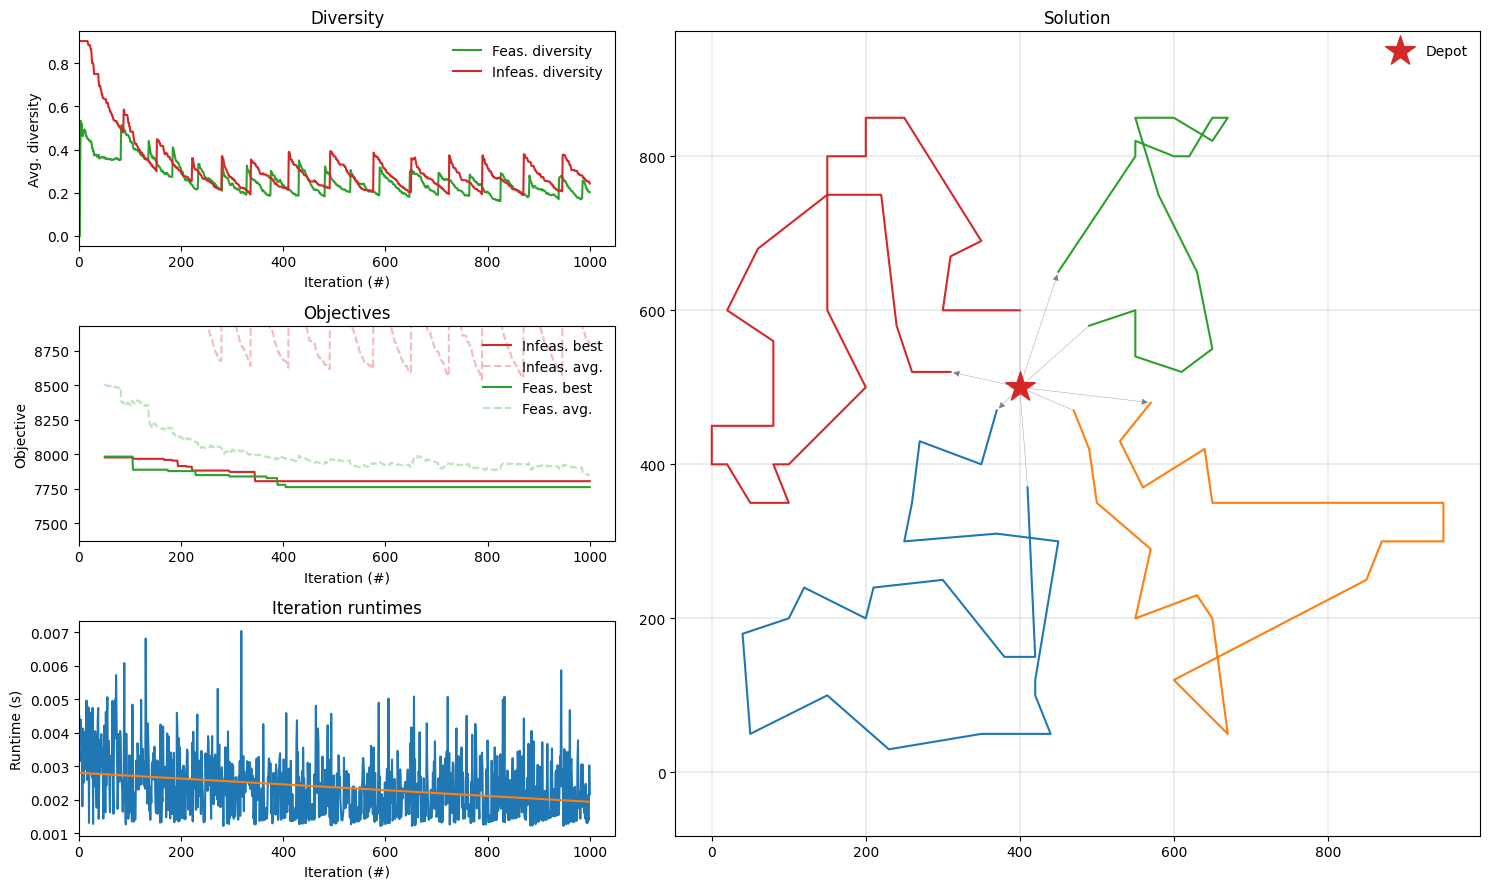 Diversity
Avg. diversity
0.8
0.6
0.4
0.2
0.0
Feas. diversity
Infeas. diversity
0 200 400 600 800 1000
Iteration (#)
Objectives
Objective
8750
8500
8250
8000
7750
7500
Infeas. best
Infeas. avg.
Feas. best
Feas. avg.
0 200 400 600 800 1000
Iteration (#)
Iteration runtimes
Runtime (s)
0.007
0.006
0.005
0.004
0.003
0.002
0.001
0 200 400 600 800 1000
Iteration (#)
Solution
Depot
800
600
400
200
0
0 200 400 600 800